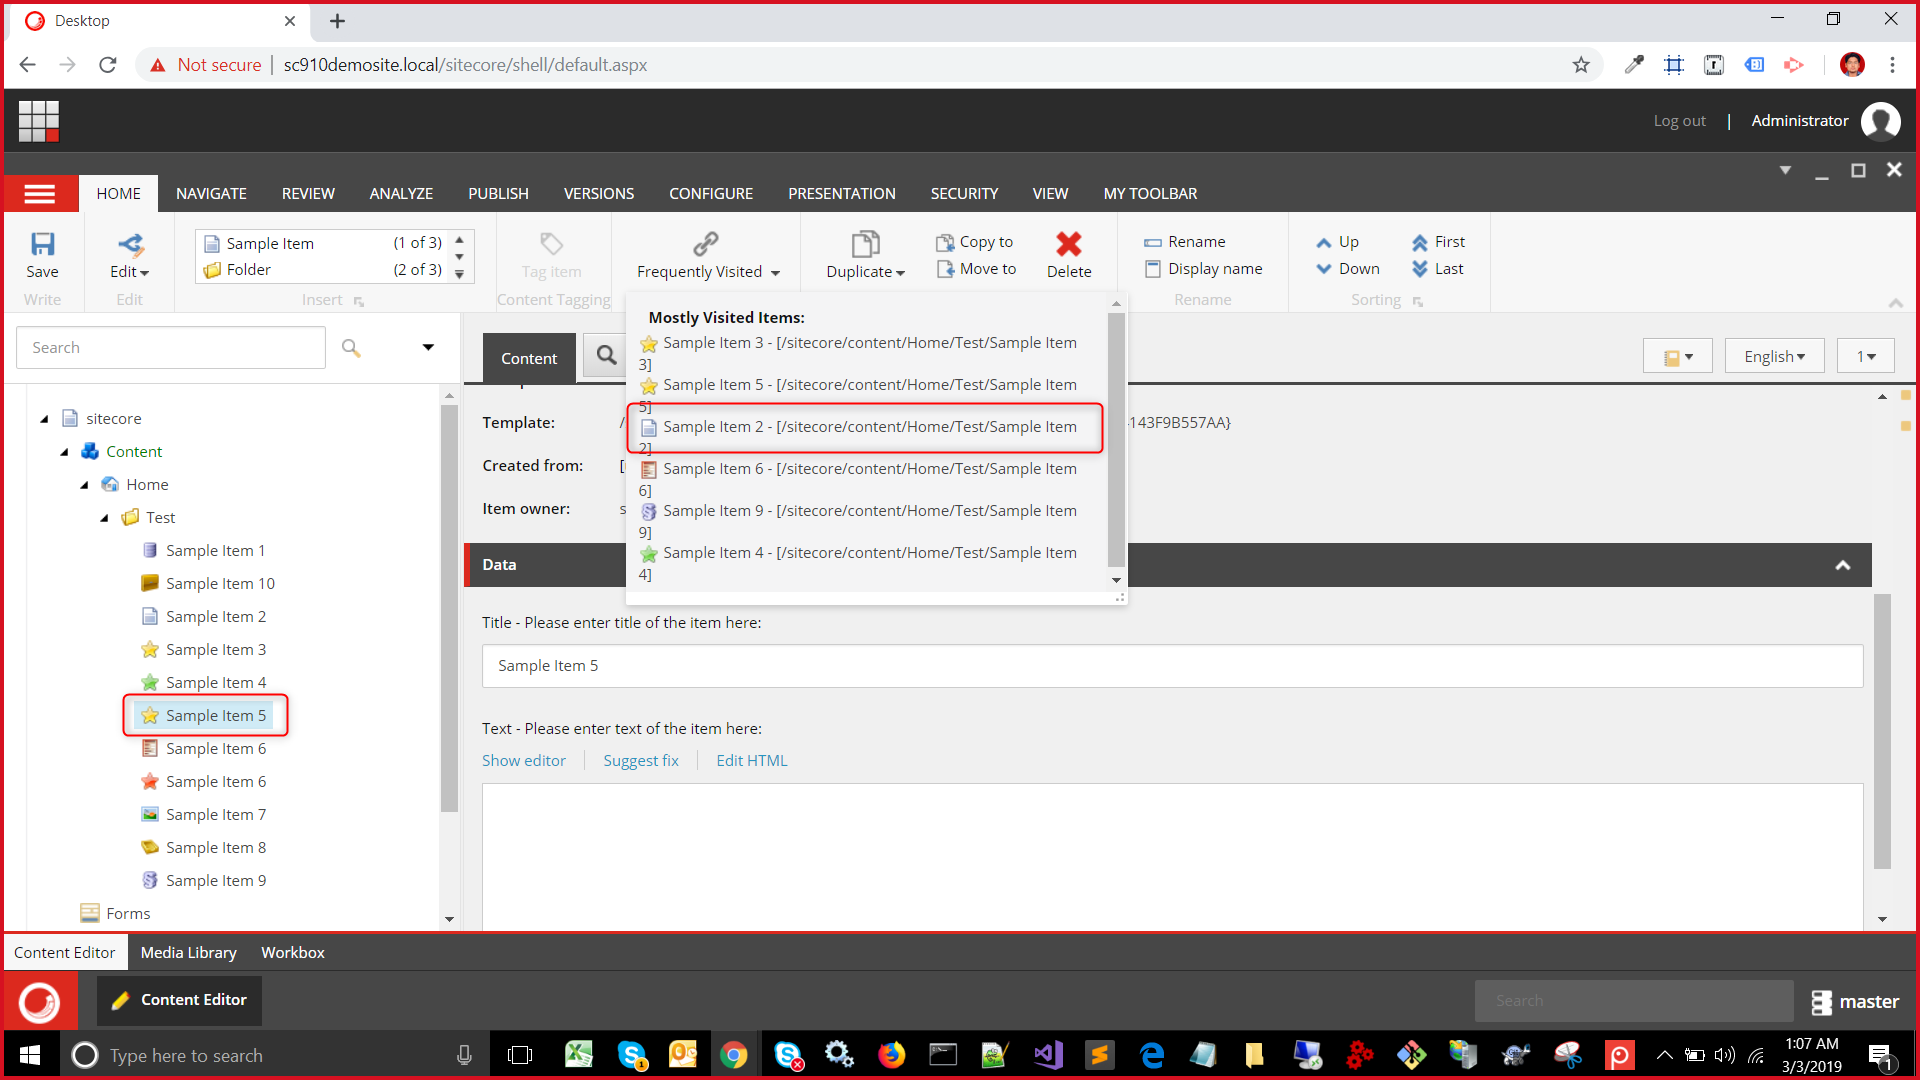 Desktop
Not secure | sc910demosite.local/sitecore/shell/default.aspx
Log out | Administrator
HOME NAVIGATE REVIEW ANALYZE PUBLISH VERSIONS CONFIGURE PRESENTATION SECURITY VIEW MY TOOLBAR
Save
Write
Edit
Edit
Sample Item (1 of 3)
Folder (2 of 3)
Insert
Tag item
Content Tagging
Frequently Visited
Duplicate
Copy to
Move to
Delete
Rename
Display name
Rename
Up
Down
First
Last
Sorting
Search
sitecore
Content
Home
Test
Sample Item 1
Sample Item 10
Sample Item 2
Sample Item 3
Sample Item 4
Sample Item 5
Sample Item 6
Sample Item 6
Sample Item 7
Sample Item 8
Sample Item 9
Forms
Content
English
1
Mostly Visited Items:
Sample Item 3 - [/sitecore/content/Home/Test/Sample Item
3]
Sample Item 5 - [/sitecore/content/Home/Test/Sample Item
5]
Sample Item 2 - [/sitecore/content/Home/Test/Sample Item
2]
Sample Item 6 - [/sitecore/content/Home/Test/Sample Item
6]
Sample Item 9 - [/sitecore/content/Home/Test/Sample Item
9]
Sample Item 4 - [/sitecore/content/Home/Test/Sample Item
4]
Template: / 143F9B557AA}
Created from: [
Item owner: s
Data
Title - Please enter title of the item here:
Sample Item 5
Text - Please enter text of the item here:
Show editor
Suggest fix
Edit HTML
Content Editor Media Library Workbox
Content Editor
Search
master
Type here to search
1:07 AM
3/3/2019
1